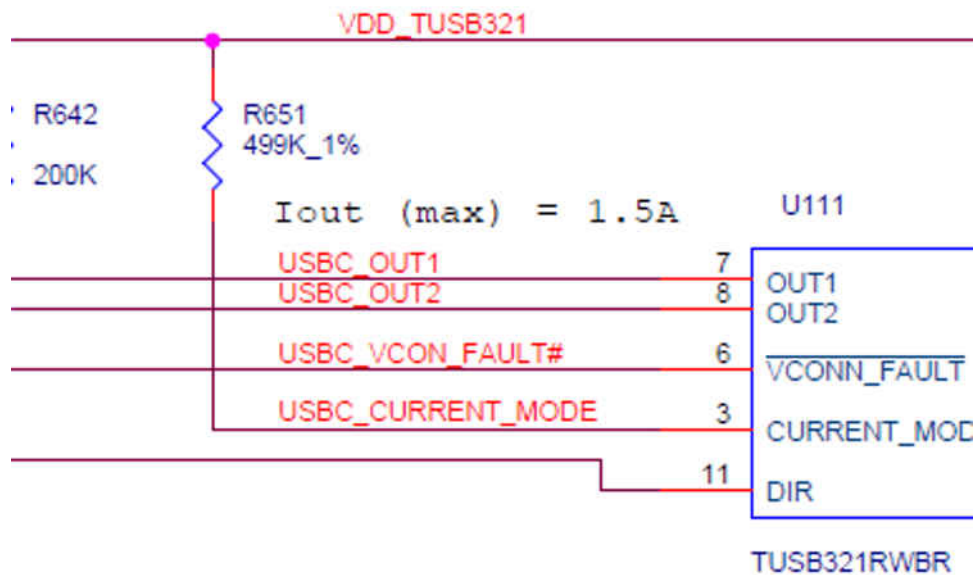 VDD_TUSB321
R642
200K
R651
499K_1%
Iout (max) = 1.5A
U111
USBC_OUT1
7
OUT1
USBC_OUT2
8
OUT2
USBC_VCON_FAULT#
6
VCONN_FAULT
USBC_CURRENT_MODE
3
CURRENT_MOD
11
DIR
TUSB321RWBR